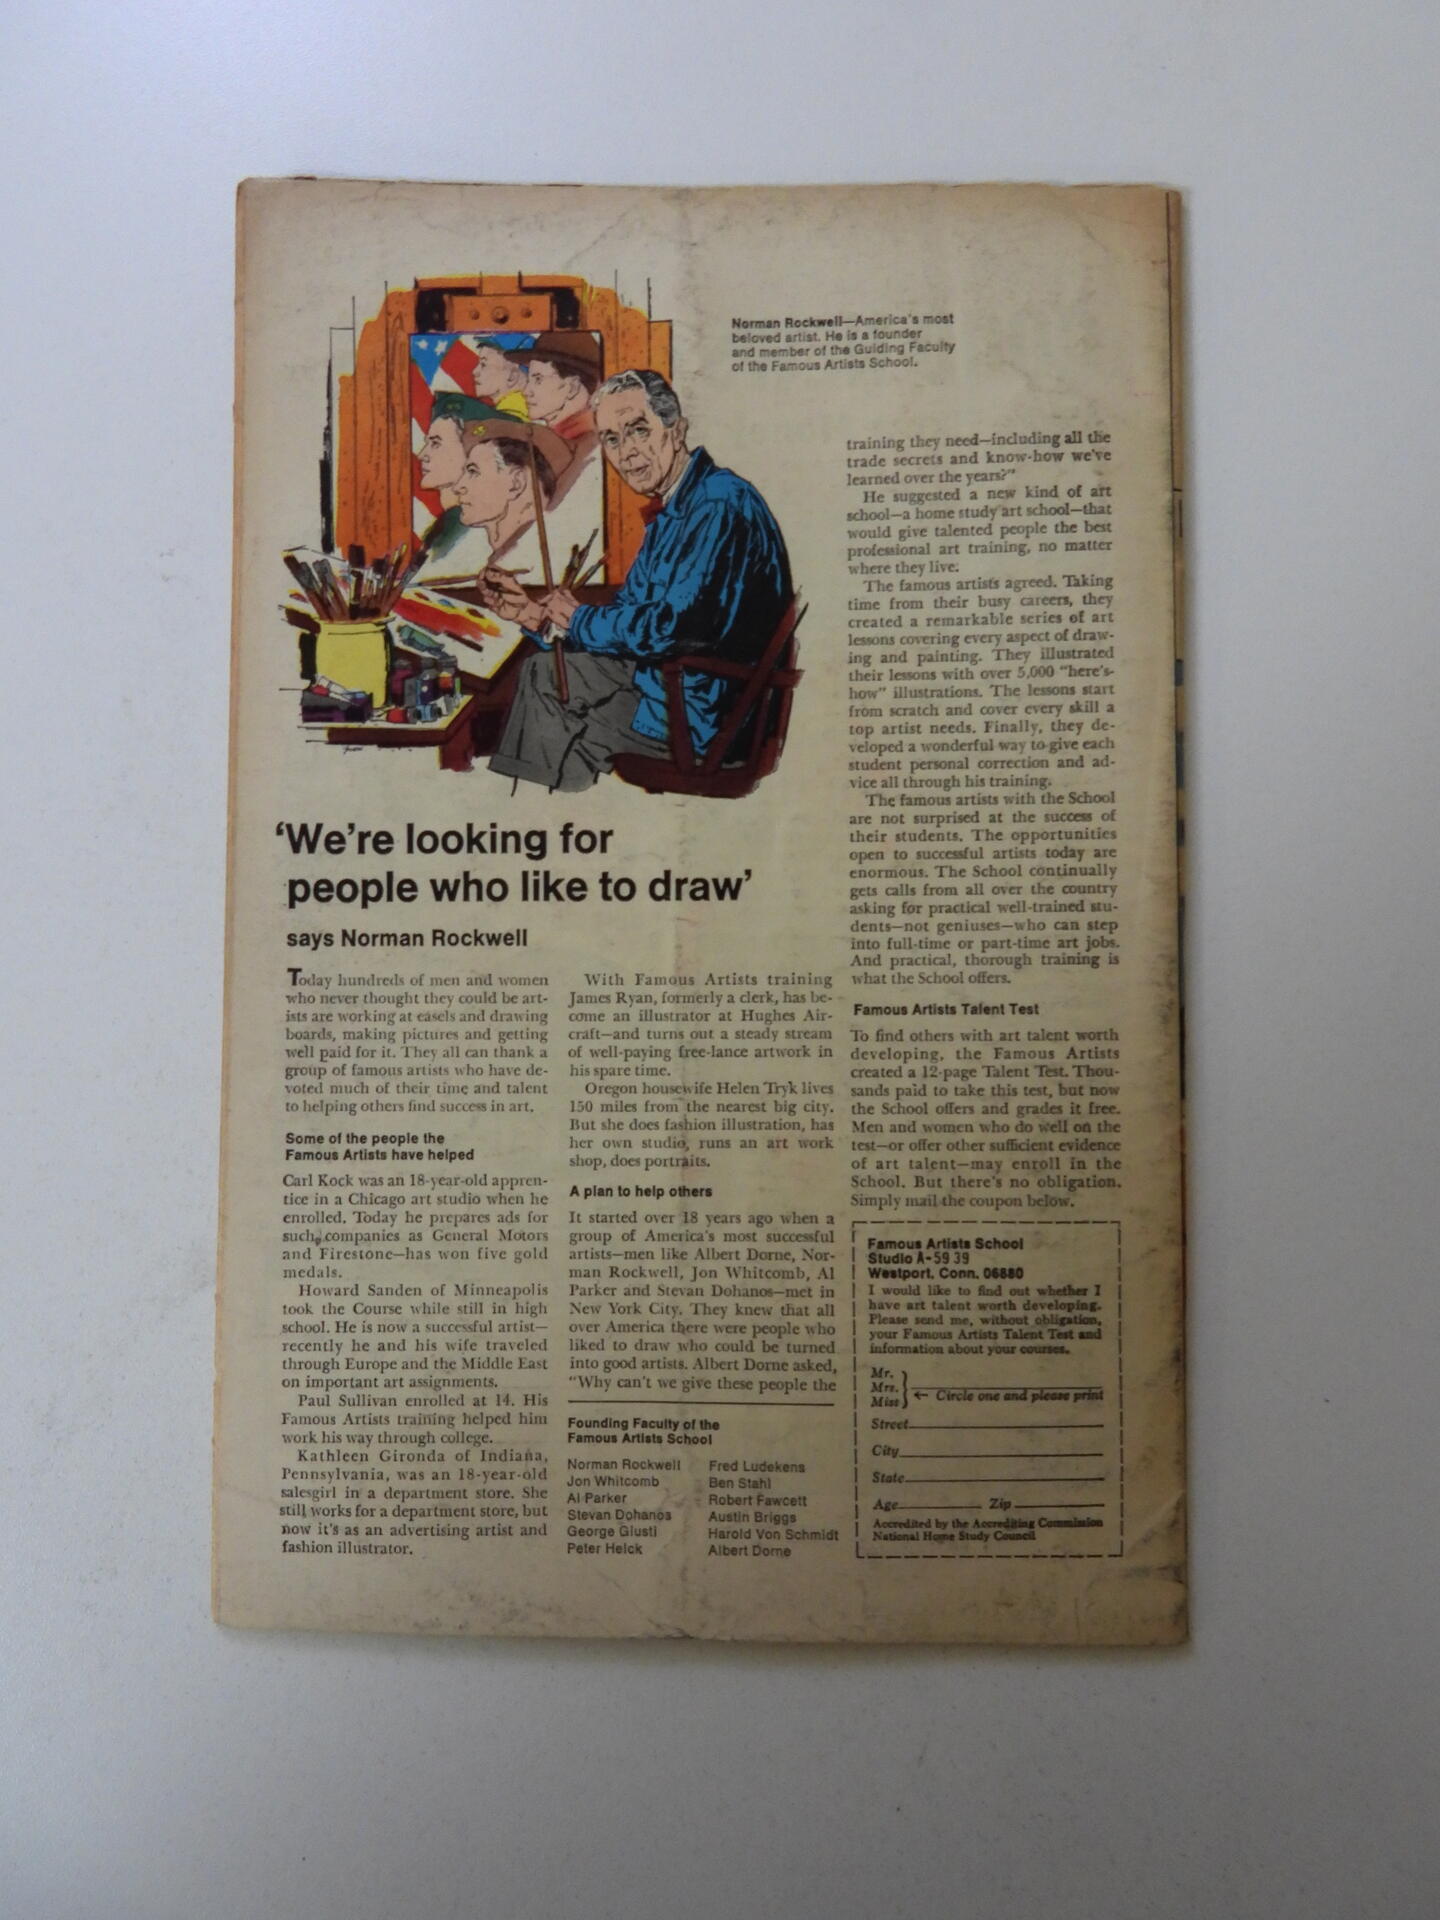 Norman Rockwell—America's most
beloved artist. He is a founder
and member of the Guiding Faculty
of the Famous Artists School.
'We're looking for
people who like to draw'
says Norman Rockwell
Today hundreds of men and women
who never thought they could be art-
ists are working at easels and drawing
boards, making pictures and getting
well paid for it. They all can thank a
group of famous artists who have de-
voted much of their time and talent
to helping others find success in art.
Some of the people the
Famous Artists have helped
Carl Kock was an 18-year-old appren-
tice in a Chicago art studio when he
enrolled. Today he prepares ads for
such companies as General Motors
and Firestone—has won five gold
medals.
Howard Sanden of Minneapolis
took the Course while still in high
school. He is now a successful artist—
recently he and his wife traveled
through Europe and the Middle East
on important art assignments.
Paul Sullivan enrolled at 14. His
Famous Artists training helped him
work his way through college.
Kathleen Gironda of Indiana,
Pennsylvania, was an 18-year-old
salesgirl in a department store. She
still works for a department store, but
now it's as an advertising artist and
fashion illustrator.
With Famous Artists training
James Ryan, formerly a clerk, has be-
come an illustrator at Hughes Air-
craft—and turns out a steady stream
of well-paying free-lance artwork in
his spare time.
Oregon housewife Helen Tryk lives
150 miles from the nearest big city.
But she does fashion illustration, has
her own studio, runs an art work
shop, does portraits.
A plan to help others
It started over 18 years ago when a
group of America's most successful
artists—men like Albert Dorne, Nor-
man Rockwell, Jon Whitcomb, Al
Parker and Stevan Dohanos—met in
New York City. They knew that all
over America there were people who
liked to draw who could be turned
into good artists. Albert Dorne asked,
"Why can't we give these people the
Founding Faculty of the
Famous Artists School
Norman Rockwell
Jon Whitcomb
Al Parker
Stevan Dohanos
George Giusti
Peter Helck
Fred Ludekens
Ben Stahl
Robert Fawcett
Austin Briggs
Harold Von Schmidt
Albert Dorne
training they need—including all the
trade secrets and know-how we've
learned over the years?"
He suggested a new kind of art
school—a home study art school—that
would give talented people the best
professional art training, no matter
where they live.
The famous artists agreed. Taking
time from their busy careers, they
created a remarkable series of art
lessons covering every aspect of draw-
ing and painting. They illustrated
their lessons with over 5,000 "here's-
how" illustrations. The lessons start
from scratch and cover every skill a
top artist needs. Finally, they de-
veloped a wonderful way to give each
student personal correction and ad-
vice all through his training.
The famous artists with the School
are not surprised at the success of
their students. The opportunities
open to successful artists today are
enormous. The School continually
gets calls from all over the country
asking for practical well-trained stu-
dents—not geniuses—who can step
into full-time or part-time art jobs.
And practical, thorough training is
what the School offers.
Famous Artists Talent Test
To find others with art talent worth
developing, the Famous Artists
created a 12-page Talent Test. Thou-
sands paid to take this test, but now
the School offers and grades it free.
Men and women who do well on the
test—or offer other sufficient evidence
of art talent—may enroll in the
School. But there's no obligation.
Simply mail the coupon below.
Famous Artists School
Studio A-5939
Westport, Conn. 06880
I would like to find out whether I
have art talent worth developing.
Please send me, without obligation,
your Famous Artists Talent Test and
information about your courses.
Mr.
Mrs.
Miss
← Circle one and please print
Street
City
State
Age Zip
Accredited by the Accrediting Commission
National Home Study Council